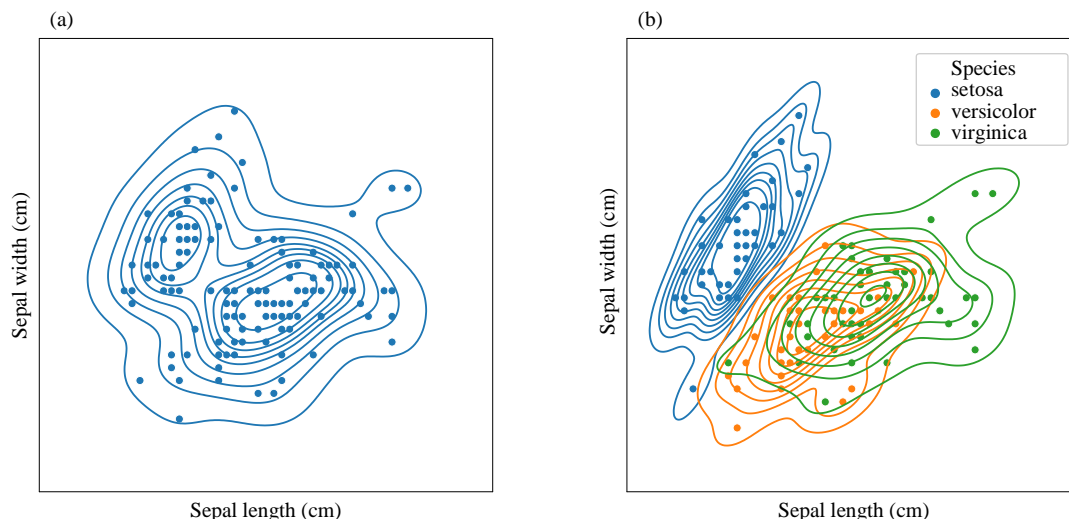 (a)
Sepal width (cm)
Sepal length (cm)
(b)
Species
setosa
versicolor
virginica
Sepal width (cm)
Sepal length (cm)